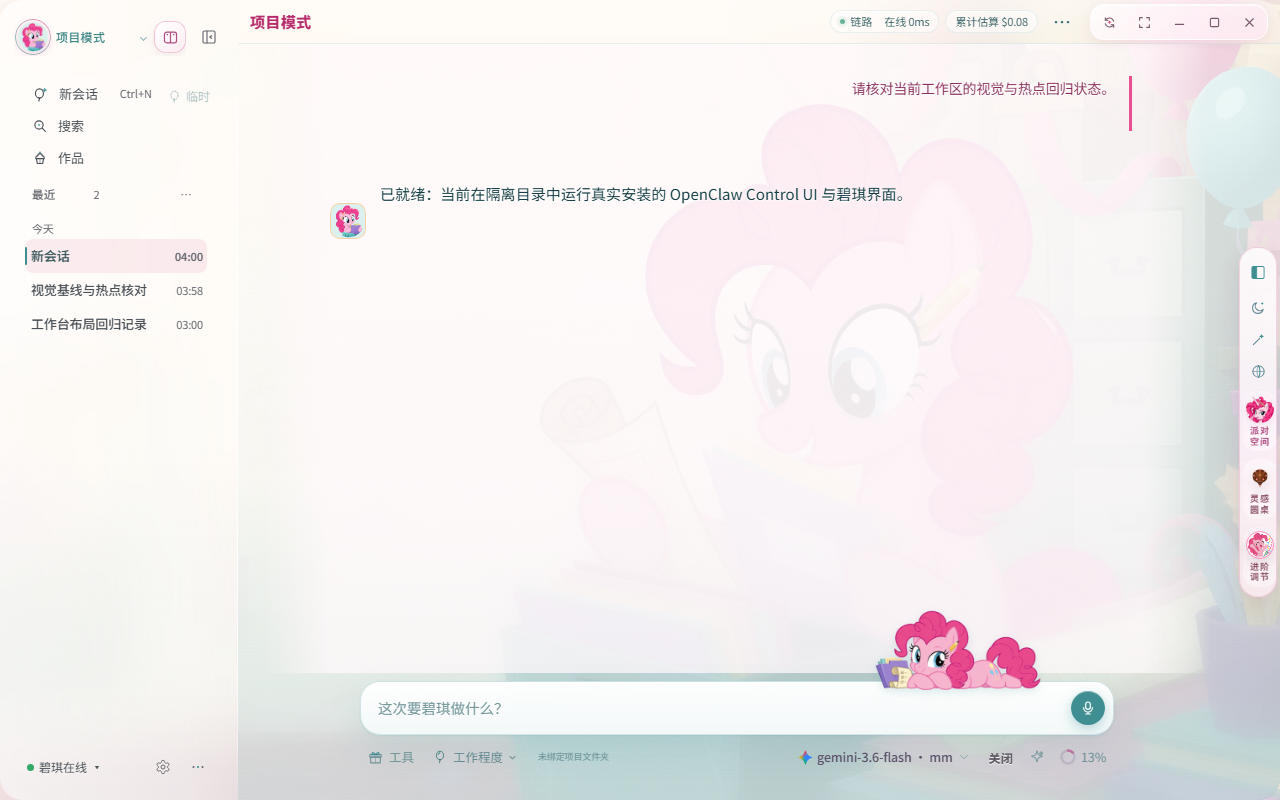 项目模式
新会话 Ctrl+N 临时
搜索
作品
最近 2 ···
今天
新会话 04:00
视觉基线与热点核对 03:58
工作台布局回归记录 03:00
碧琪在线
项目模式
链路 在线 0ms 累计估算 $0.08
请核对当前工作区的视觉与热点回归状态。
已就绪：当前在隔离目录中运行真实安装的 OpenClaw Control UI 与碧琪界面。
派对
空间
灵感
圆桌
进阶
调节
这次要碧琪做什么？
工具 工作程度 未绑定项目文件夹 gemini-3.6-flash · mm 关闭 13%